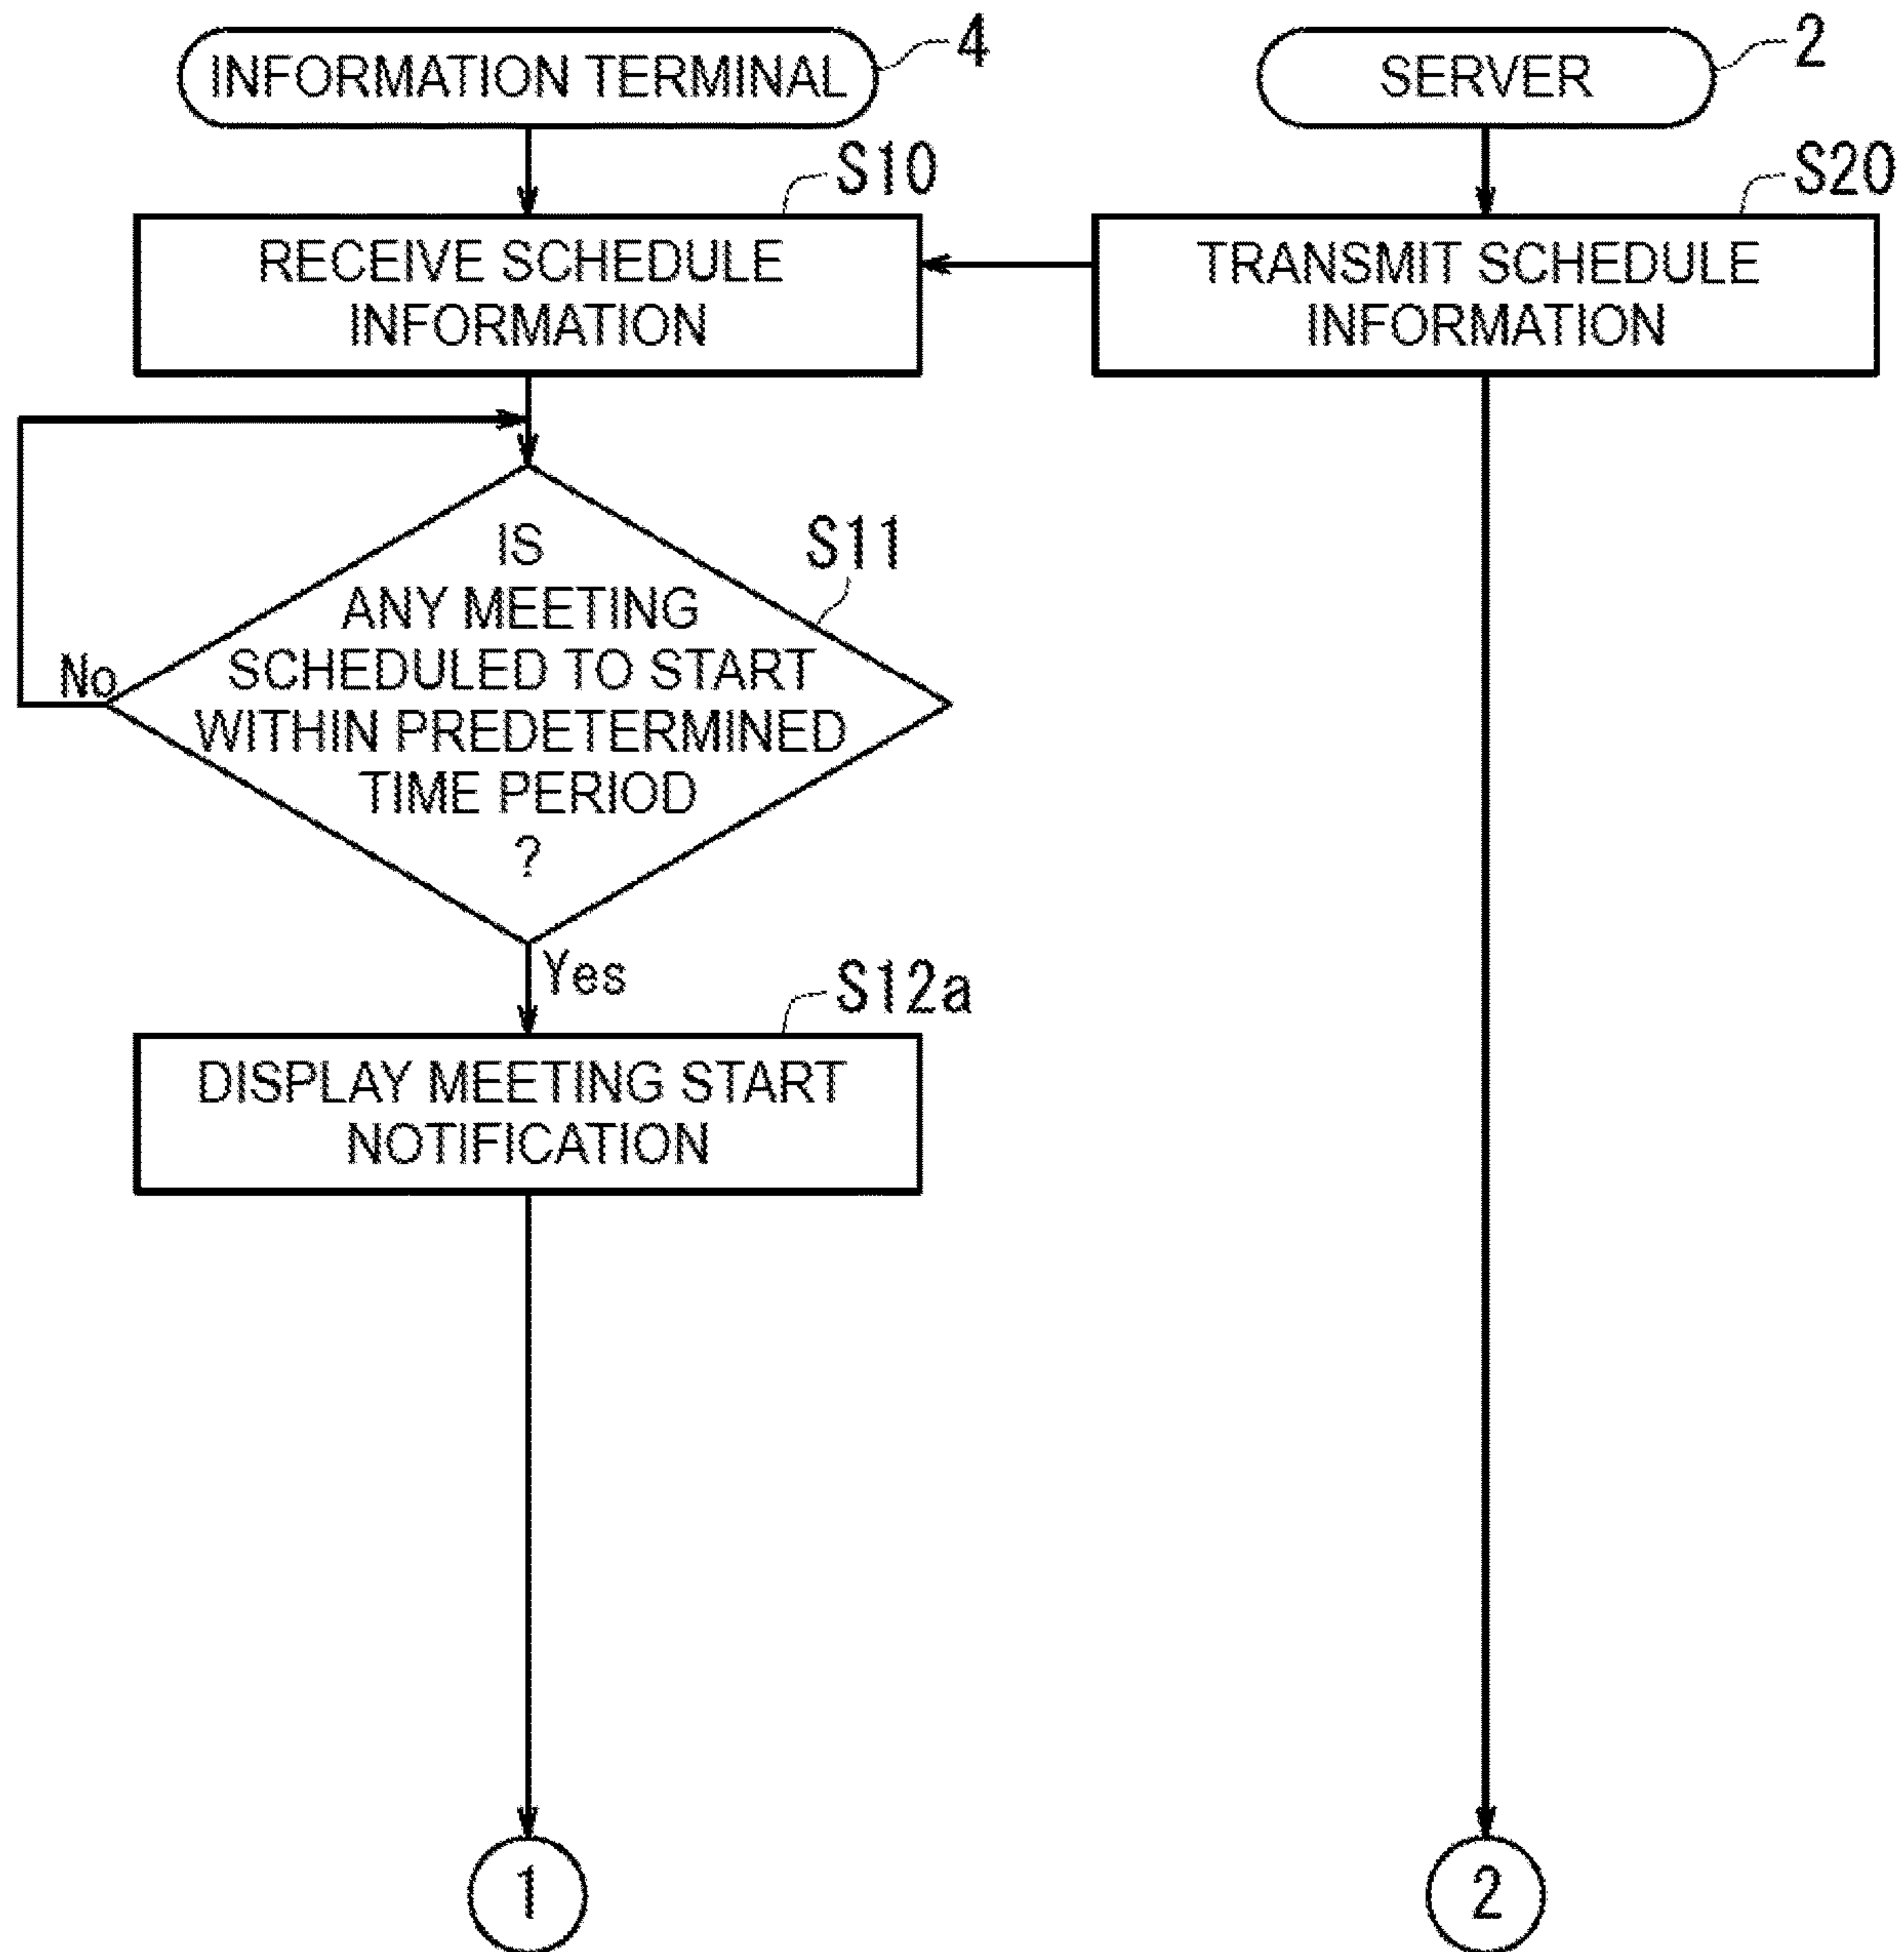 INFORMATION TERMINAL
4
SERVER
2
S10
S20
RECEIVE SCHEDULE
INFORMATION
TRANSMIT SCHEDULE
INFORMATION
S11
IS
ANY MEETING
SCHEDULED TO START
WITHIN PREDETERMINED
TIME PERIOD
?
No
Yes
S12a
DISPLAY MEETING START
NOTIFICATION
1
2